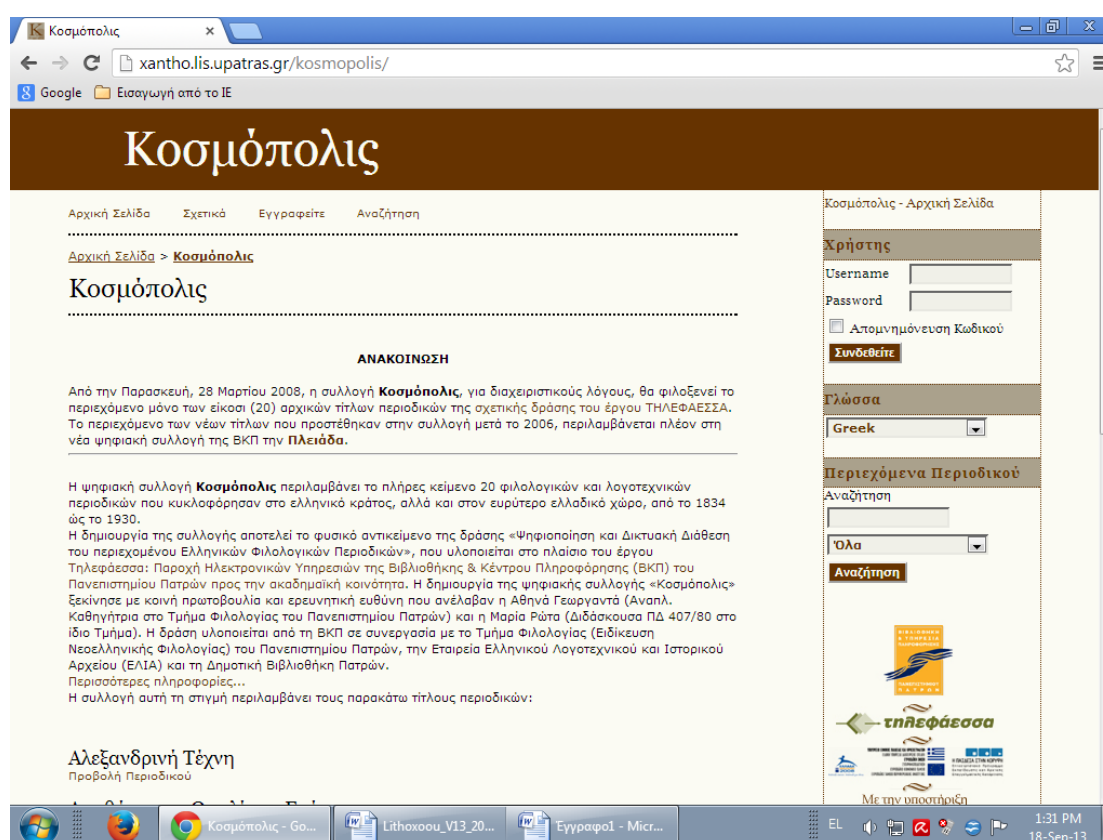 Κοσμόπολις
xantho.lis.upatras.gr/kosmopolis/
Google Εισαγωγή από το IE
Κοσμόπολις
Αρχική Σελίδα Σχετικά Εγγραφείτε Αναζήτηση
Αρχική Σελίδα > Κοσμόπολις
Κοσμόπολις
ΑΝΑΚΟΙΝΩΣΗ
Από την Παρασκευή, 28 Μαρτίου 2008, η συλλογή Κοσμόπολις, για διαχειριστικούς λόγους, θα φιλοξενεί το
περιεχόμενο μόνο των είκοσι (20) αρχικών τίτλων περιοδικών της σχετικής δράσης του έργου ΤΗΛΕΦΑΕΣΣΑ.
Το περιεχόμενο των νέων τίτλων που προστέθηκαν στην συλλογή μετά το 2006, περιλαμβάνεται πλέον στη
νέα ψηφιακή συλλογή της ΒΚΠ την Πλειάδα.
Η ψηφιακή συλλογή Κοσμόπολις περιλαμβάνει το πλήρες κείμενο 20 φιλολογικών και λογοτεχνικών
περιοδικών που κυκλοφόρησαν στο ελληνικό κράτος, αλλά και στον ευρύτερο ελλαδικό χώρο, από το 1834
ώς το 1930.
Η δημιουργία της συλλογής αποτελεί το φυσικό αντικείμενο της δράσης «Ψηφιοποίηση και Δικτυακή Διάθεση
του περιεχομένου Ελληνικών Φιλολογικών Περιοδικών», που υλοποιείται στο πλαίσιο του έργου
Τηλεφάεσσα: Παροχή Ηλεκτρονικών Υπηρεσιών της Βιβλιοθήκης & Κέντρου Πληροφόρησης (ΒΚΠ) του
Πανεπιστημίου Πατρών προς την ακαδημαϊκή κοινότητα. Η δημιουργία της ψηφιακής συλλογής «Κοσμόπολις»
ξεκίνησε με κοινή πρωτοβουλία και ερευνητική ευθύνη που ανέλαβαν η Αθηνά Γεωργαντά (Αναπλ.
Καθηγήτρια στο Τμήμα Φιλολογίας του Πανεπιστημίου Πατρών) και η Μαρία Ρώτα (Διδάσκουσα ΠΔ 407/80 στο
ίδιο Τμήμα). Η δράση υλοποιείται από τη ΒΚΠ σε συνεργασία με το Τμήμα Φιλολογίας (Ειδίκευση
Νεοελληνικής Φιλολογίας) του Πανεπιστημίου Πατρών, την Εταιρεία Ελληνικού Λογοτεχνικού και Ιστορικού
Αρχείου (ΕΛΙΑ) και τη Δημοτική Βιβλιοθήκη Πατρών.
Περισσότερες πληροφορίες...
Η συλλογή αυτή τη στιγμή περιλαμβάνει τους παρακάτω τίτλους περιοδικών:
Αλεξανδρινή Τέχνη
Προβολή Περιοδικού
Κοσμόπολις - Αρχική Σελίδα
Χρήστης
Username
Password
Απομνημόνευση Κωδικού
Συνδεθείτε
Γλώσσα
Greek
Περιεχόμενα Περιοδικού
Αναζήτηση
Όλα
Αναζήτηση
τηλεφάεσσα
Με την υποστήριξη
Κοσμόπολις - Go...
Lithoxoou_V13_20...
Έγγραφο1 - Micr...
EL
1:31 PM
18-Sep-13